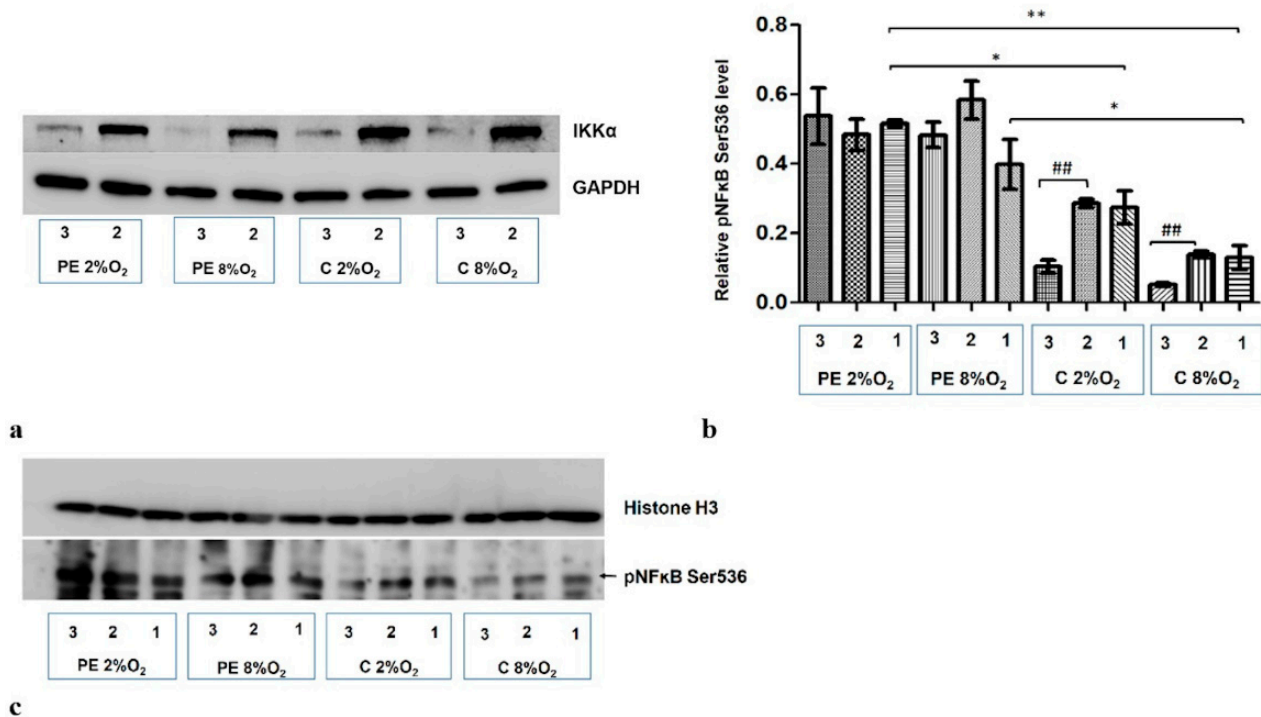 IKKα
GAPDH
3 2 3 2 3 2 3 2
PE 2%O₂ PE 8%O₂ C 2%O₂ C 8%O₂
a
Relative pNFκB Ser536 level
0.8
0.6
0.4
0.2
0.0
**
*
*
##
##
3 2 1 3 2 1 3 2 1 3 2 1
PE 2%O₂ PE 8%O₂ C 2%O₂ C 8%O₂
b
Histone H3
pNFκB Ser536
3 2 1 3 2 1 3 2 1 3 2 1
PE 2%O₂ PE 8%O₂ C 2%O₂ C 8%O₂
c